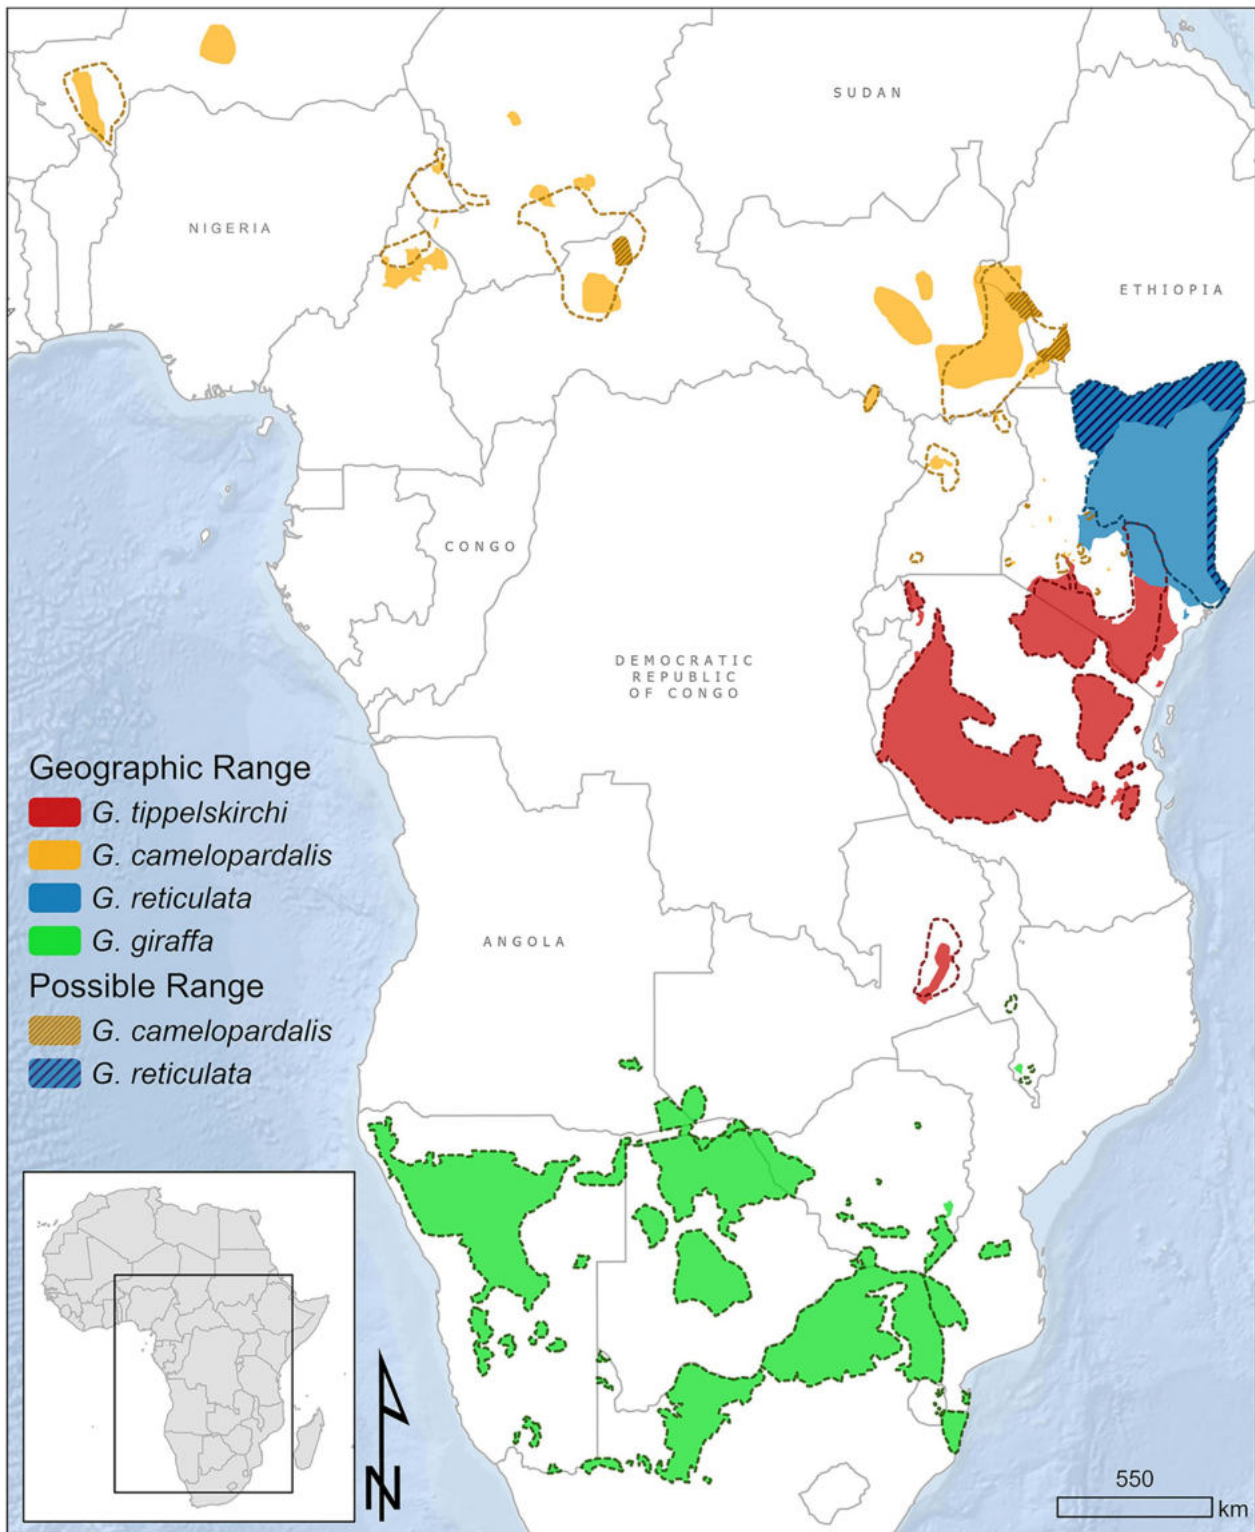 SUDAN
NIGERIA
ETHIOPIA
CONGO
DEMOCRATIC
REPUBLIC
OF CONGO
ANGOLA
Geographic Range
G. tippelskirchi
G. camelopardalis
G. reticulata
G. giraffa
Possible Range
G. camelopardalis
G. reticulata
N
550
km